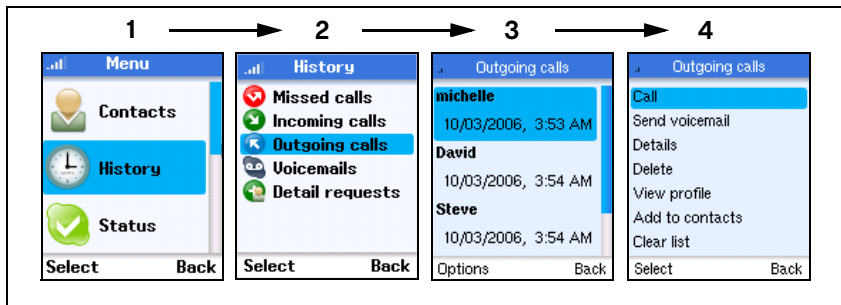 1 2 3 4
Menu
Contacts
History
Status
Select Back
History
Missed calls
Incoming calls
Outgoing calls
Voicemails
Detail requests
Select Back
Outgoing calls
michelle
10/03/2006, 3:53 AM
David
10/03/2006, 3:54 AM
Steve
10/03/2006, 3:54 AM
Options Back
Outgoing calls
Call
Send voicemail
Details
Delete
View profile
Add to contacts
Clear list
Select Back